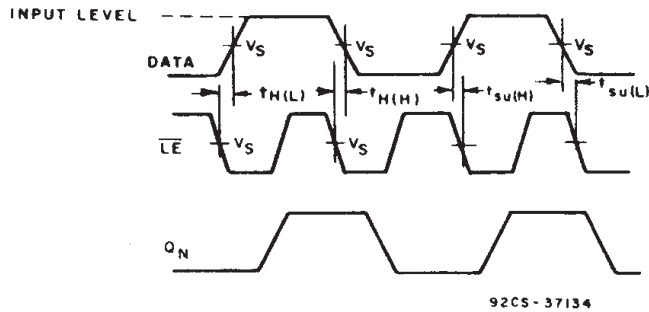 INPUT LEVEL
DATA
VS VS VS VS
tH(L) tH(H) tsu(H) tsu(L)
LE VS VS
QN
92CS-37134